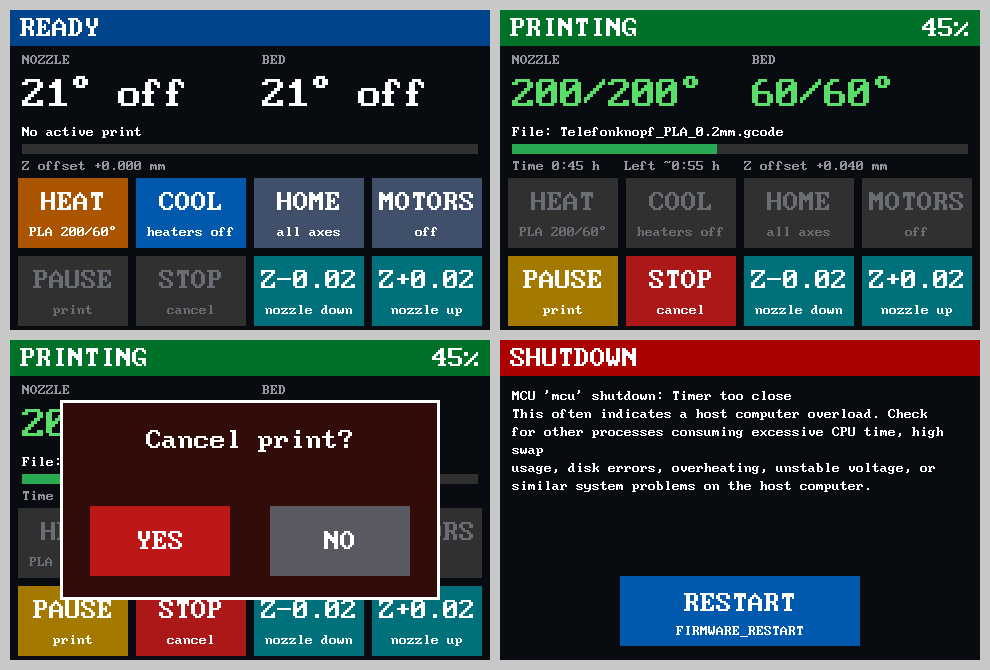 READY
NOZZLE BED
21° off 21° off
No active print
Z offset +0.000 mm
HEAT COOL HOME MOTORS
PLA 200/60° heaters off all axes off
PAUSE STOP Z-0.02 Z+0.02
print cancel nozzle down nozzle up
PRINTING 45%
NOZZLE BED
200/200° 60/60°
File: Telefonknopf_PLA_0.2mm.gcode
Time 0:45 h Left ~0:55 h Z offset +0.040 mm
HEAT COOL HOME MOTORS
PLA 200/60° heaters off all axes off
PAUSE STOP Z-0.02 Z+0.02
print cancel nozzle down nozzle up
PRINTING 45%
NOZZLE BED
20
File:
Time
Cancel print?
YES NO
H RS
PLA
PAUSE STOP Z-0.02 Z+0.02
print cancel nozzle down nozzle up
SHUTDOWN
MCU 'mcu' shutdown: Timer too close
This often indicates a host computer overload. Check
for other processes consuming excessive CPU time, high
swap
usage, disk errors, overheating, unstable voltage, or
similar system problems on the host computer.
RESTART
FIRMWARE_RESTART